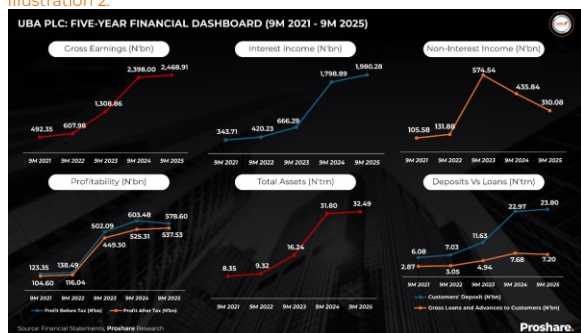 Illustration 2:
UBA PLC: FIVE-YEAR FINANCIAL DASHBOARD (9M 2021 - 9M 2025)
Gross Earnings (N'bn)
492.35
607.98
1,308.86
2,398.00
2,468.91
9M 2021 9M 2022 9M 2023 9M 2024 9M 2025
Interest Income (N'bn)
343.71
420.23
666.29
1,798.89
1,980.28
9M 2021 9M 2022 9M 2023 9M 2024 9M 2025
Non-Interest Income (N'bn)
105.58
131.88
574.54
435.84
310.08
9M 2021 9M 2022 9M 2023 9M 2024 9M 2025
Profitability (N'bn)
123.35
138.49
502.09
603.48
578.60
104.60
116.04
449.30
525.31
537.53
9M 2021 9M 2022 9M 2023 9M 2024 9M 2025
Profit Before Tax (N'bn) Profit After Tax (N'bn)
Total Assets (N'trn)
8.35
9.32
16.24
31.80
32.49
9M 2021 9M 2022 9M 2023 9M 2024 9M 2025
Deposits Vs Loans (N'trn)
6.08
7.03
11.63
22.97
23.80
2.87
3.05
4.94
7.68
7.20
9M 2021 9M 2022 9M 2023 9M 2024 9M 2025
Customers' Deposit (N'bn)
Gross Loans and Advances to Customers (N'bn)
Source: Financial Statements, Proshare Research
Proshare.